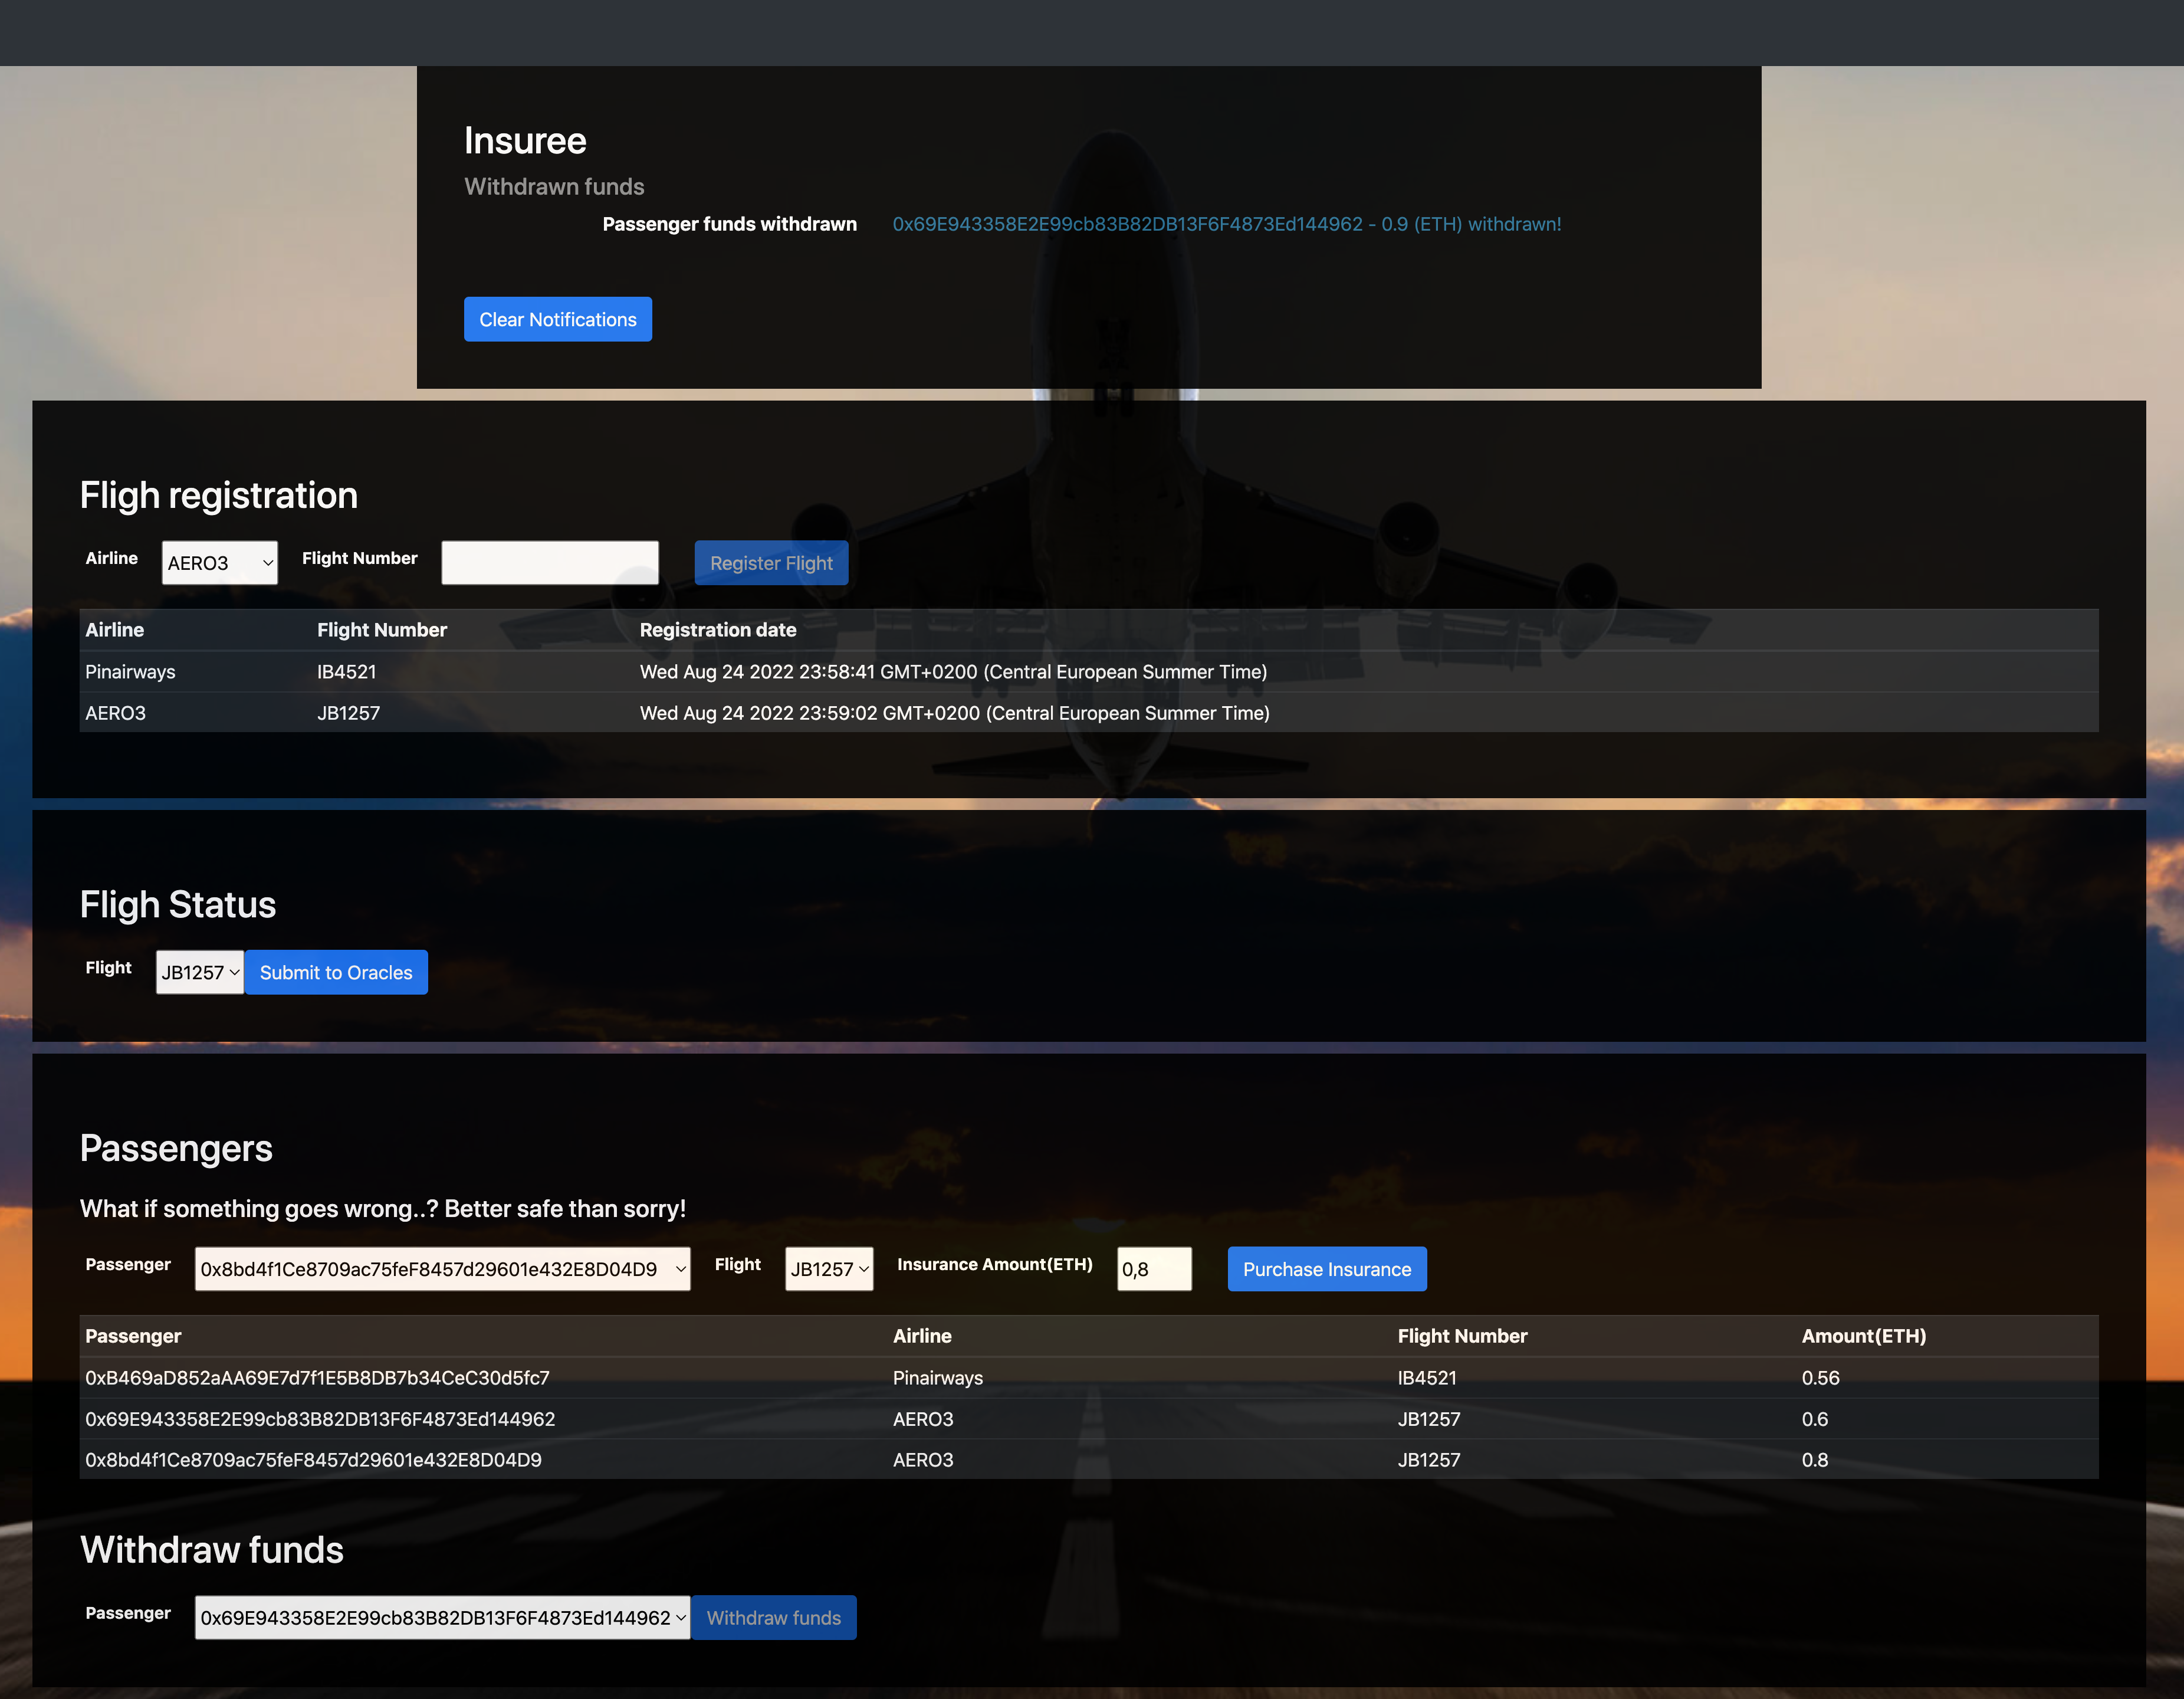 Insuree
Withdrawn funds
Passenger funds withdrawn 0x69E943358E2E99cb83B82DB13F6F4873Ed144962 - 0.9 (ETH) withdrawn!
Clear Notifications
Fligh registration
Airline AERO3 Flight Number Register Flight
Airline Flight Number Registration date
Pinairways IB4521 Wed Aug 24 2022 23:58:41 GMT+0200 (Central European Summer Time)
AERO3 JB1257 Wed Aug 24 2022 23:59:02 GMT+0200 (Central European Summer Time)
Fligh Status
Flight JB1257 Submit to Oracles
Passengers
What if something goes wrong..? Better safe than sorry!
Passenger 0x8bd4f1Ce8709ac75feF8457d29601e432E8D04D9 Flight JB1257 Insurance Amount(ETH) 0,8 Purchase Insurance
Passenger Airline Flight Number Amount(ETH)
0xB469aD852aAA69E7d7f1E5B8DB7b34CeC30d5fc7 Pinairways IB4521 0.56
0x69E943358E2E99cb83B82DB13F6F4873Ed144962 AERO3 JB1257 0.6
0x8bd4f1Ce8709ac75feF8457d29601e432E8D04D9 AERO3 JB1257 0.8
Withdraw funds
Passenger 0x69E943358E2E99cb83B82DB13F6F4873Ed144962 Withdraw funds